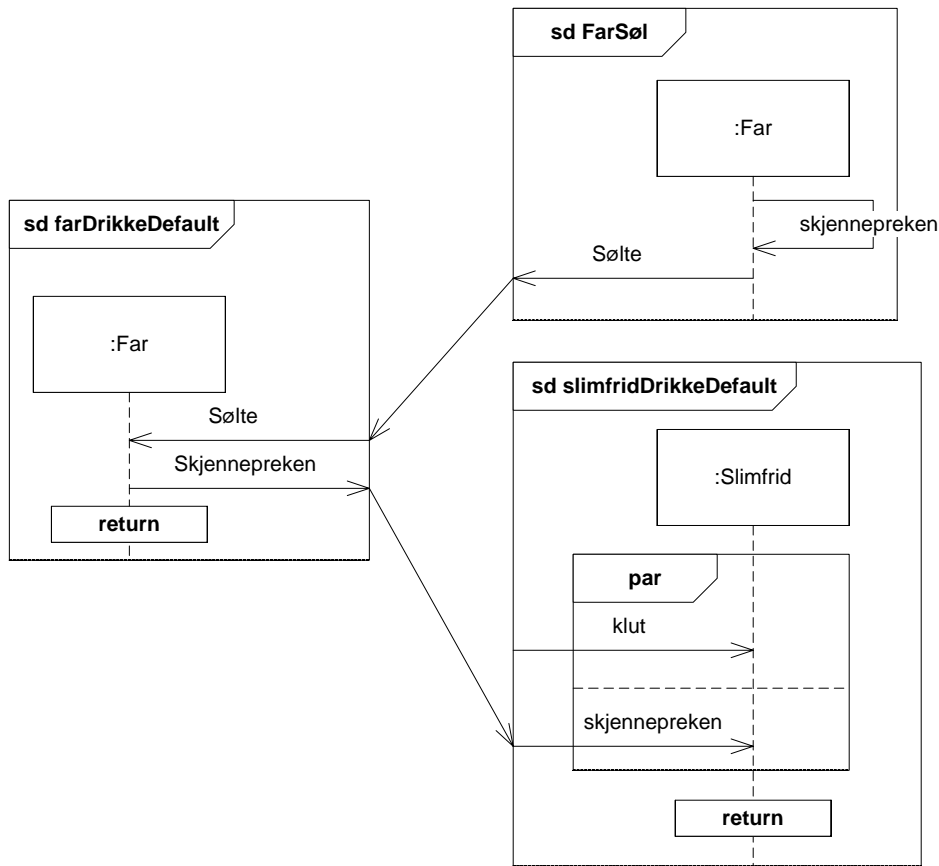 sd FarSøl
:Far
skjennepreken
Sølte
sd farDrikkeDefault
:Far
Sølte
Skjennepreken
return
sd slimfridDrikkeDefault
:Slimfrid
par
klut
skjennepreken
return